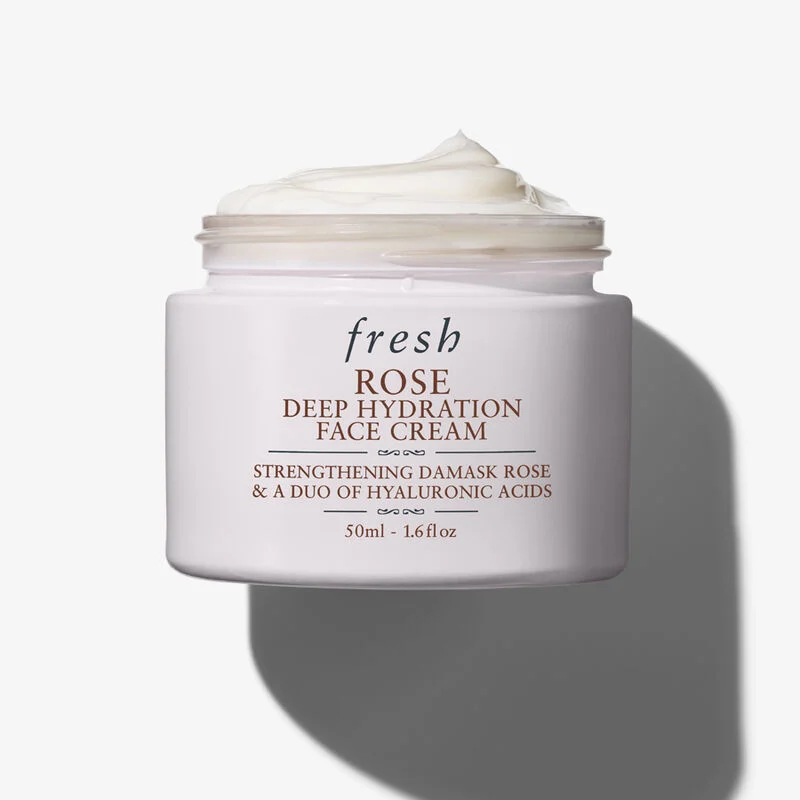 fresh
ROSE
DEEP HYDRATION
FACE CREAM
STRENGTHENING DAMASK ROSE
& A DUO OF HYALURONIC ACIDS
50ml - 1.6 fl oz